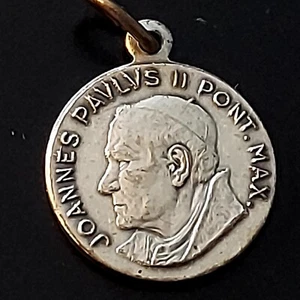 JOANNES PAVLVS II PONT. MAX.